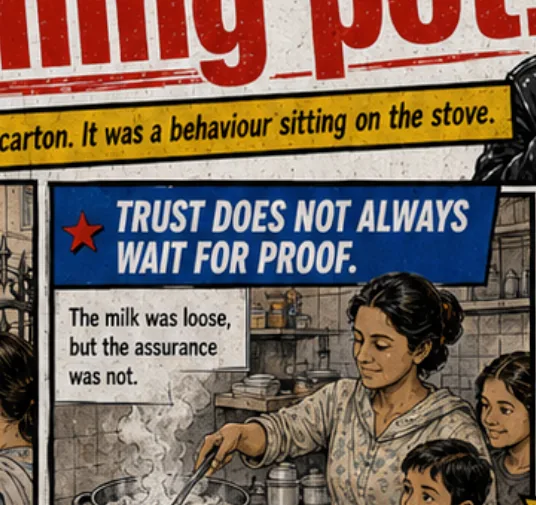 carton. It was a behaviour sitting on the stove.
TRUST DOES NOT ALWAYS
WAIT FOR PROOF.
The milk was loose,
but the assurance
was not.